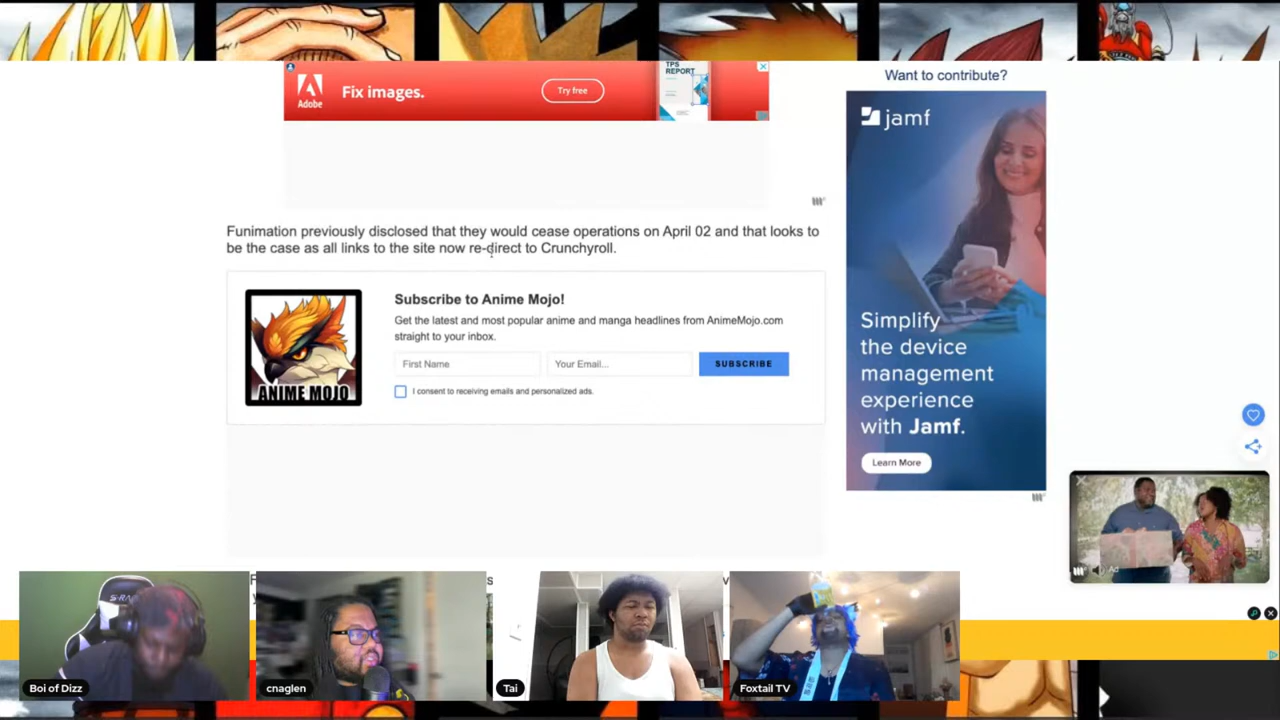 Want to contribute?
Adobe
Fix images.
Try free
TPS
REPORT
jamf
Funimation previously disclosed that they would cease operations on April 02 and that looks to
be the case as all links to the site now re-direct to Crunchyroll.
Subscribe to Anime Mojo!
Get the latest and most popular anime and manga headlines from AnimeMojo.com
straight to your inbox.
First Name
Your Email...
SUBSCRIBE
I consent to receiving emails and personalized ads.
ANIME MOJO
Simplify
the device
management
experience
with Jamf.
Learn More
Ad
Boi of Dizz
cnaglen
Tai
Foxtail TV